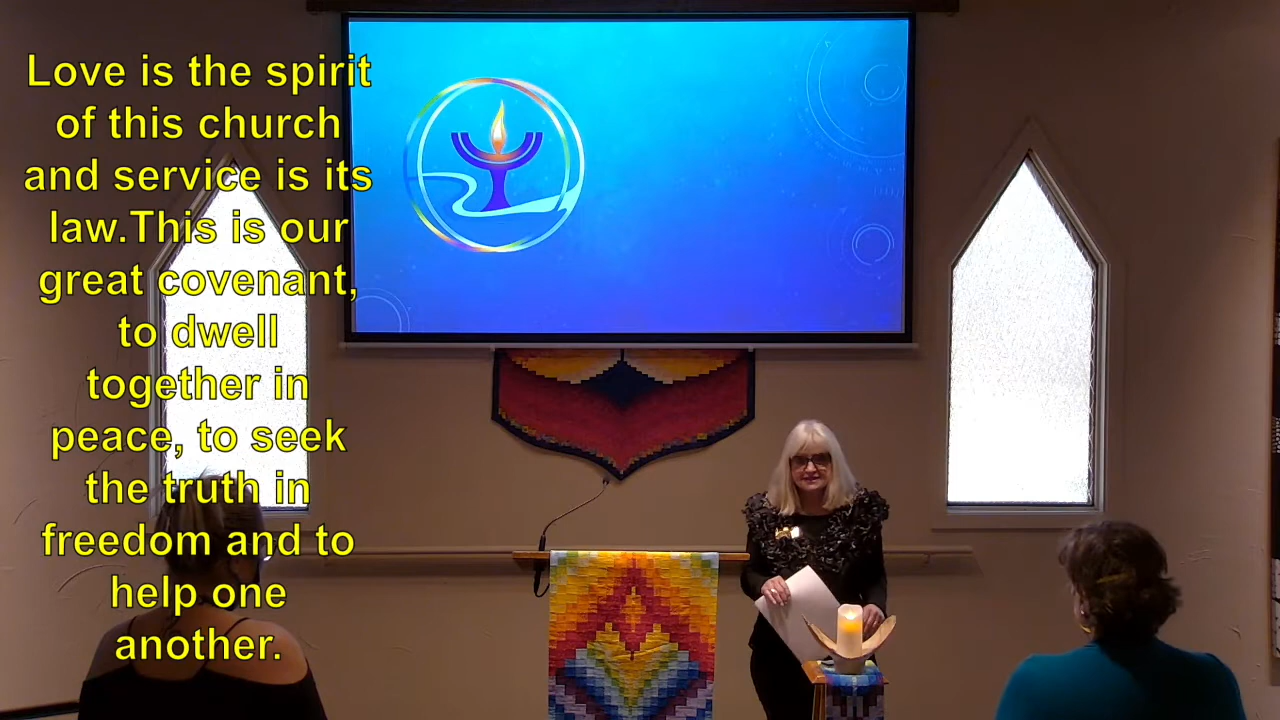 Love is the spirit
of this church
and service is its
law.This is our
great covenant,
to dwell
together in
peace, to seek
the truth in
freedom and to
help one
another.